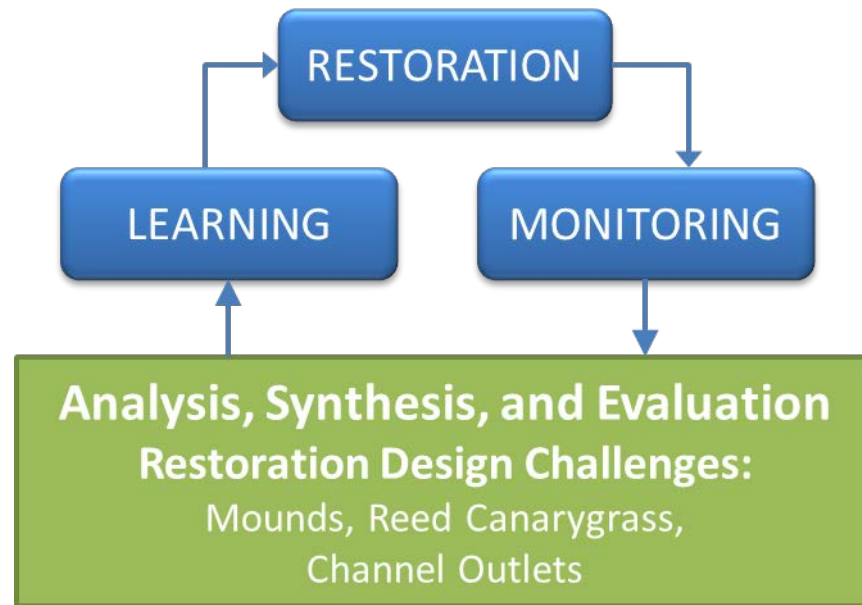 RESTORATION
LEARNING
MONITORING
Analysis, Synthesis, and Evaluation
Restoration Design Challenges:
Mounds, Reed Canarygrass,
Channel Outlets